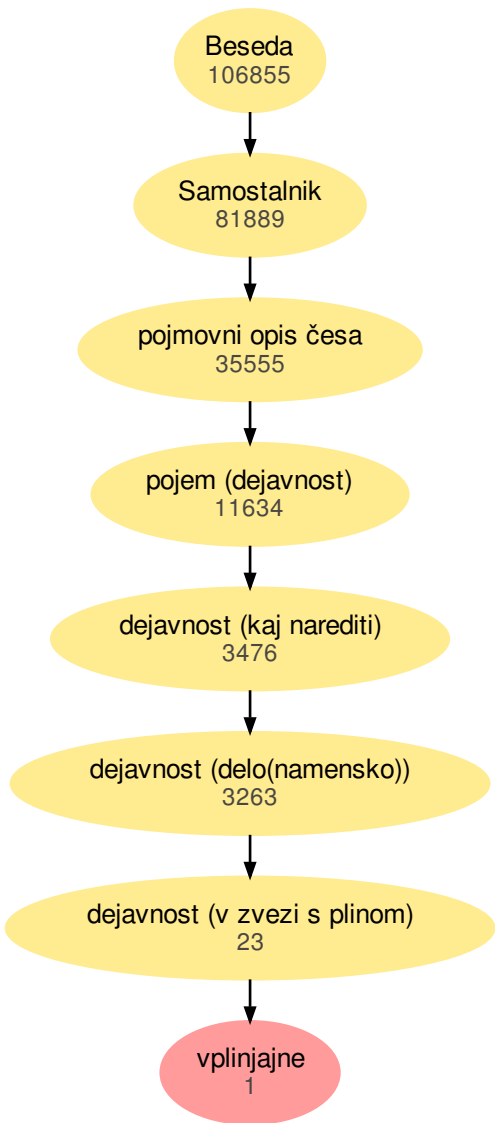 Beseda
106855
Samostalnik
81889
pojmovni opis česa
35555
pojem (dejavnost)
11634
dejavnost (kaj narediti)
3476
dejavnost (delo(namensko))
3263
dejavnost (v zvezi s plinom)
23
vplinjajne
1